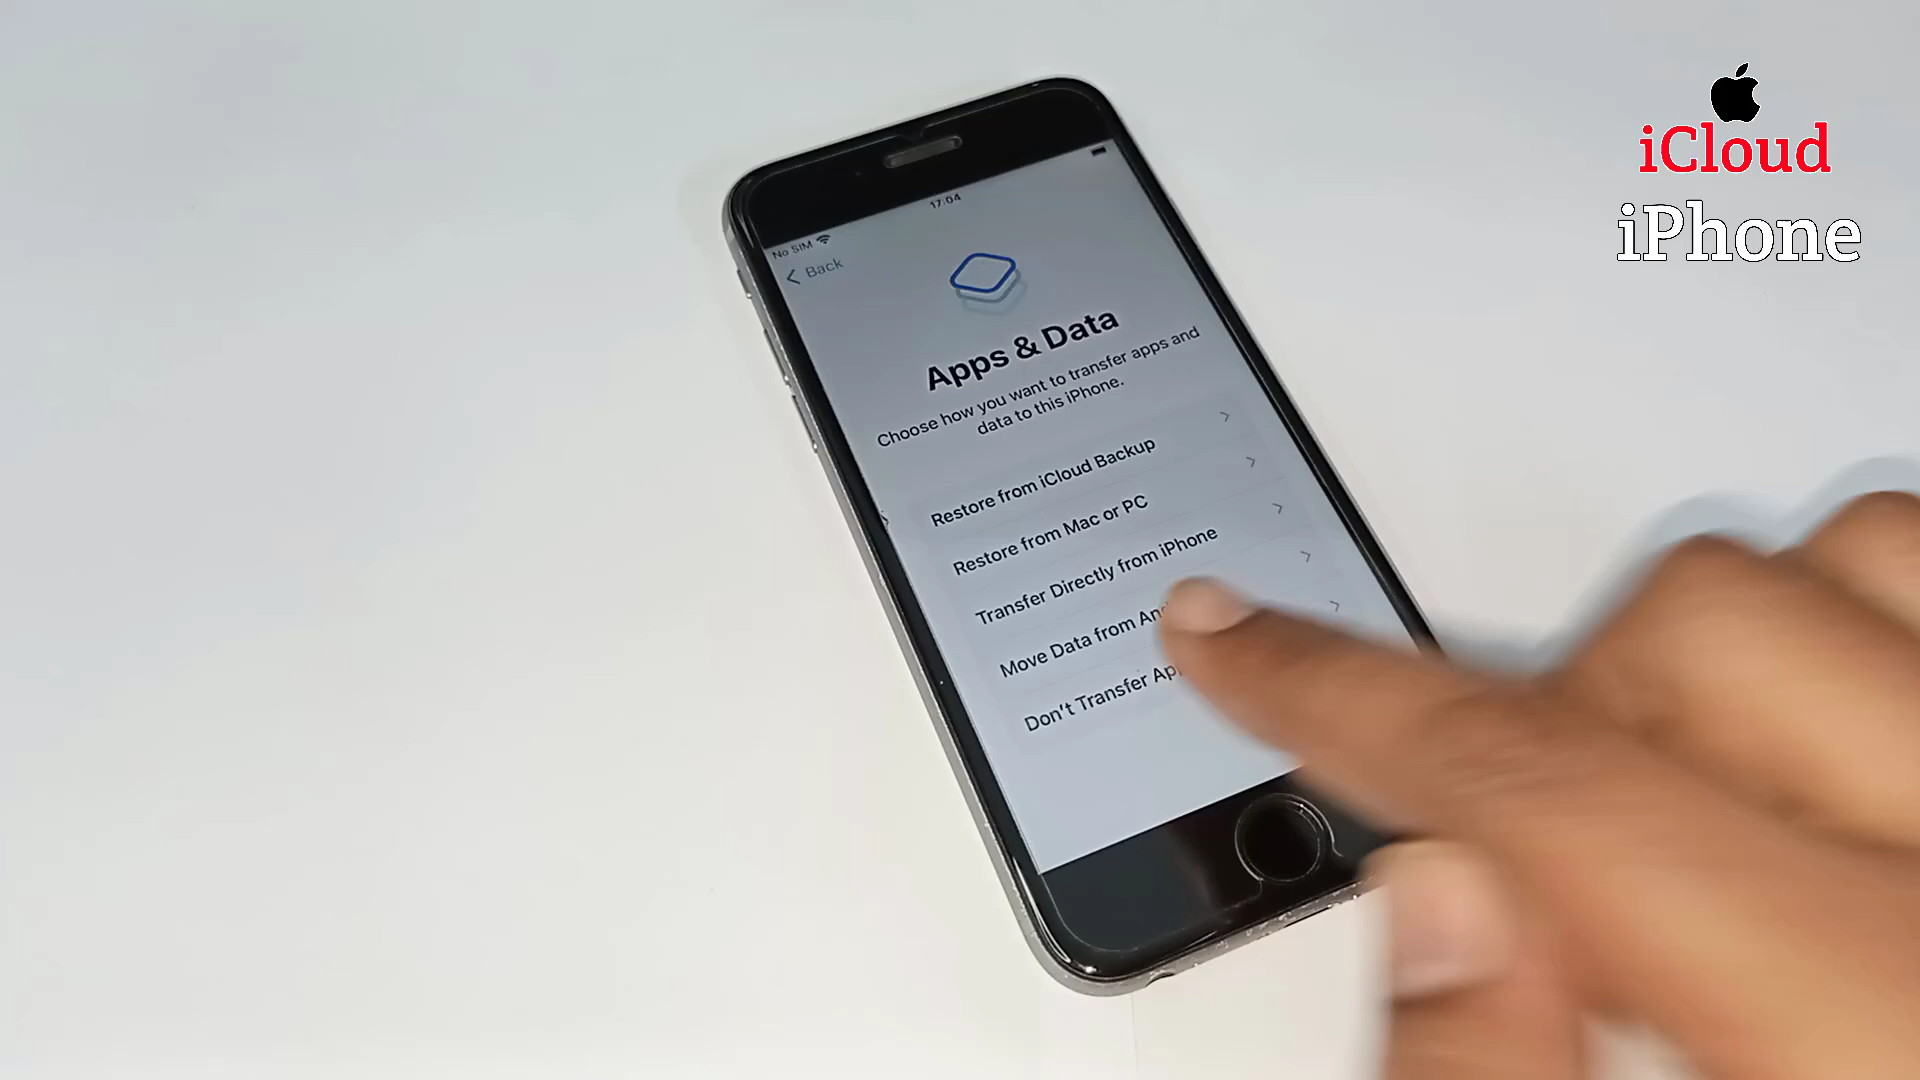 iCloud
iPhone
17:04
No SIM
Back
Apps & Data
Choose how you want to transfer apps and
data to this iPhone.
Restore from iCloud Backup
Restore from Mac or PC
Transfer Directly from iPhone
Move Data from
Don't Transfer